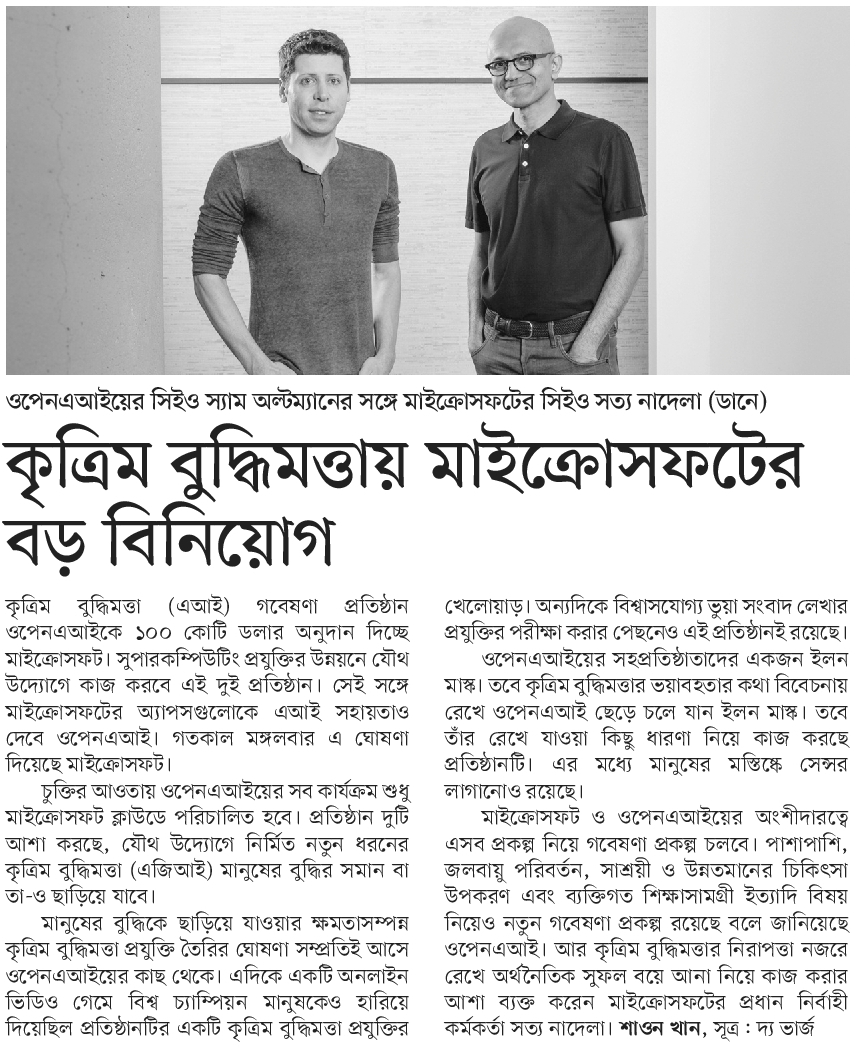 ওপেনএআইয়ের সিইও স্যাম অল্টম্যানের সঙ্গে মাইক্রোসফটের সিইও সত্য নাদেলা (ডানে)
কৃত্রিম বুদ্ধিমত্তায় মাইক্রোসফটের
বড় বিনিয়োগ
কৃত্রিম বুদ্ধিমত্তা (এআই) গবেষণা প্রতিষ্ঠান
ওপেনএআইকে ১০০ কোটি ডলার অনুদান দিচ্ছে
মাইক্রোসফট। সুপারকম্পিউটিং প্রযুক্তির উন্নয়নে যৌথ
উদ্যোগে কাজ করবে এই দুই প্রতিষ্ঠান। সেই সঙ্গে
মাইক্রোসফটের অ্যাপসগুলোকে এআই সহায়তাও
দেবে ওপেনএআই। গতকাল মঙ্গলবার এ ঘোষণা
দিয়েছে মাইক্রোসফট।
চুক্তির আওতায় ওপেনএআইয়ের সব কার্যক্রম শুধু
মাইক্রোসফট ক্লাউডে পরিচালিত হবে। প্রতিষ্ঠান দুটি
আশা করছে, যৌথ উদ্যোগে নির্মিত নতুন ধরনের
কৃত্রিম বুদ্ধিমত্তা (এজিআই) মানুষের বুদ্ধির সমান বা
তা-ও ছাড়িয়ে যাবে।
মানুষের বুদ্ধিকে ছাড়িয়ে যাওয়ার ক্ষমতাসম্পন্ন
কৃত্রিম বুদ্ধিমত্তা প্রযুক্তি তৈরির ঘোষণা সম্প্রতিই আসে
ওপেনএআইয়ের কাছ থেকে। এদিকে একটি অনলাইন
ভিডিও গেমে বিশ্ব চ্যাম্পিয়ন মানুষকেও হারিয়ে
দিয়েছিল প্রতিষ্ঠানটির একটি কৃত্রিম বুদ্ধিমত্তা প্রযুক্তির
খেলোয়াড়। অন্যদিকে বিশ্বাসযোগ্য ভুয়া সংবাদ লেখার
প্রযুক্তির পরীক্ষা করার পেছনেও এই প্রতিষ্ঠানই রয়েছে।
ওপেনএআইয়ের সহপ্রতিষ্ঠাতাদের একজন ইলন
মাস্ক। তবে কৃত্রিম বুদ্ধিমত্তার ভয়াবহতার কথা বিবেচনায়
রেখে ওপেনএআই ছেড়ে চলে যান ইলন মাস্ক। তবে
তাঁর রেখে যাওয়া কিছু ধারণা নিয়ে কাজ করছে
প্রতিষ্ঠানটি। এর মধ্যে মানুষের মস্তিষ্কে সেন্সর
লাগানোও রয়েছে।
মাইক্রোসফট ও ওপেনএআইয়ের অংশীদারত্বে
এসব প্রকল্প নিয়ে গবেষণা প্রকল্প চলবে। পাশাপাশি,
জলবায়ু পরিবর্তন, সাশ্রয়ী ও উন্নতমানের চিকিৎসা
উপকরণ এবং ব্যক্তিগত শিক্ষাসামগ্রী ইত্যাদি বিষয়
নিয়েও নতুন গবেষণা প্রকল্প রয়েছে বলে জানিয়েছে
ওপেনএআই। আর কৃত্রিম বুদ্ধিমত্তার নিরাপত্তা নজরে
রেখে অর্থনৈতিক সুফল বয়ে আনা নিয়ে কাজ করার
আশা ব্যক্ত করেন মাইক্রোসফটের প্রধান নির্বাহী
কর্মকর্তা সত্য নাদেলা। শাওন খান, সূত্র : দ্য ভার্জ